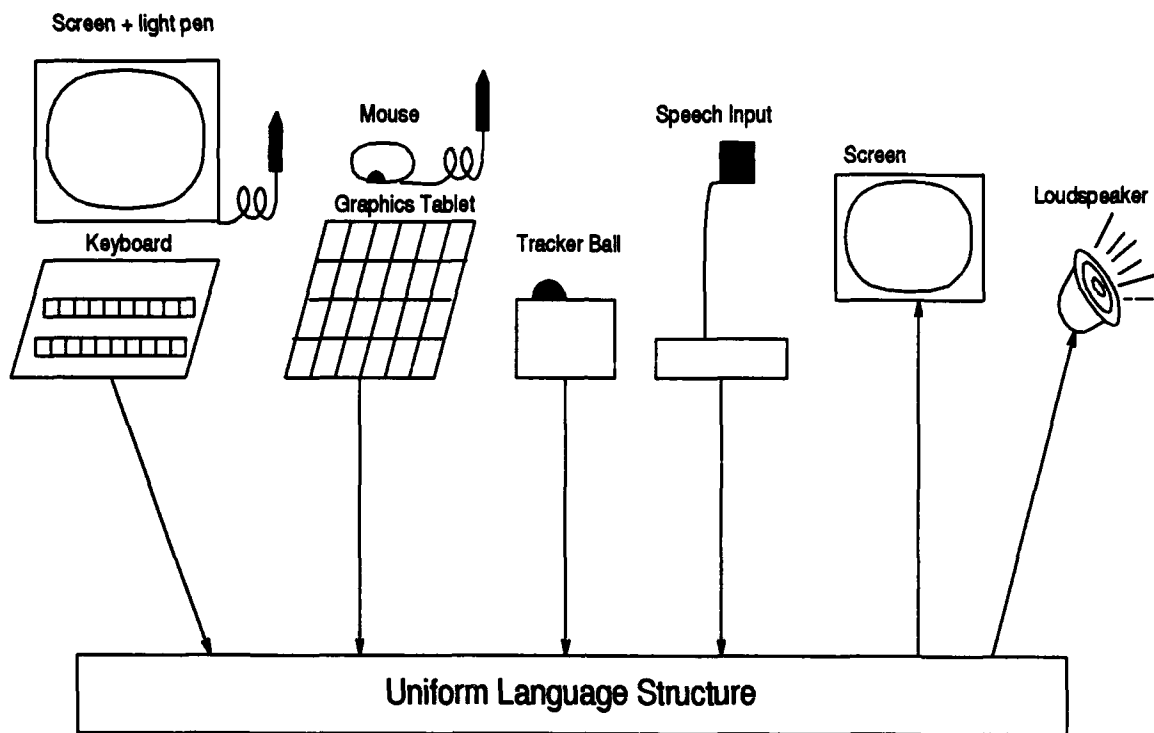 Screen + light pen
Mouse
Speech Input
Screen
Loudspeaker
Graphics Tablet
Keyboard
Tracker Ball
Uniform Language Structure